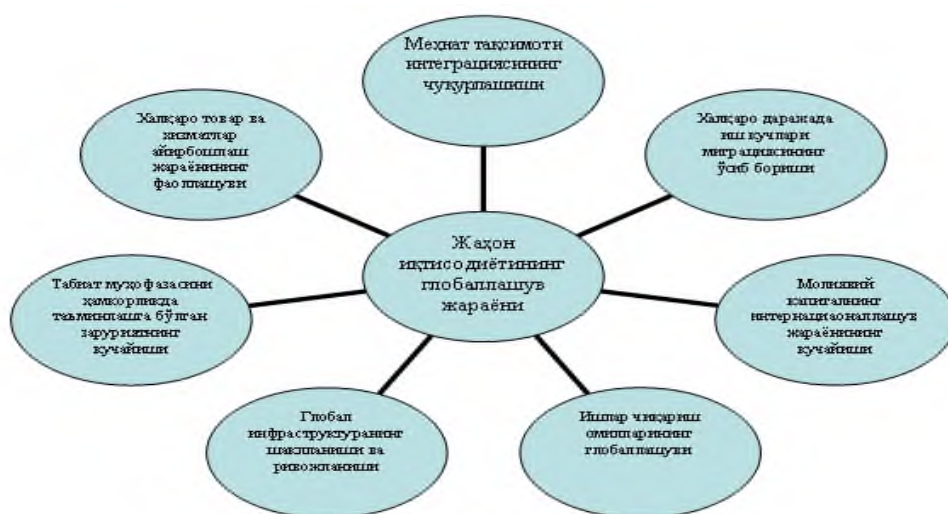 Меҳнат тақсимоти
интеграциясининг
чуқурлашиши
Халқаро товар ва
хизматлар
айирбошлаш
жараёнининг
фаоллашуви
Халқаро даражада
иш кучлари
миграциясининг
ўсиб бориши
Жаҳон
иқтисодиётининг
глобаллашув
жараёни
Табиат муҳофазасини
ҳамкорликда
таъминлашга бўлган
заруриятнинг
кучайиши
Молиявий
капиталнинг
интернационаллашув
жараёнининг
кучайиши
Глобал
инфраструктуранинг
шаклланиши ва
ривожланиши
Ишлаб чиқариш
омилларининг
глобаллашуви